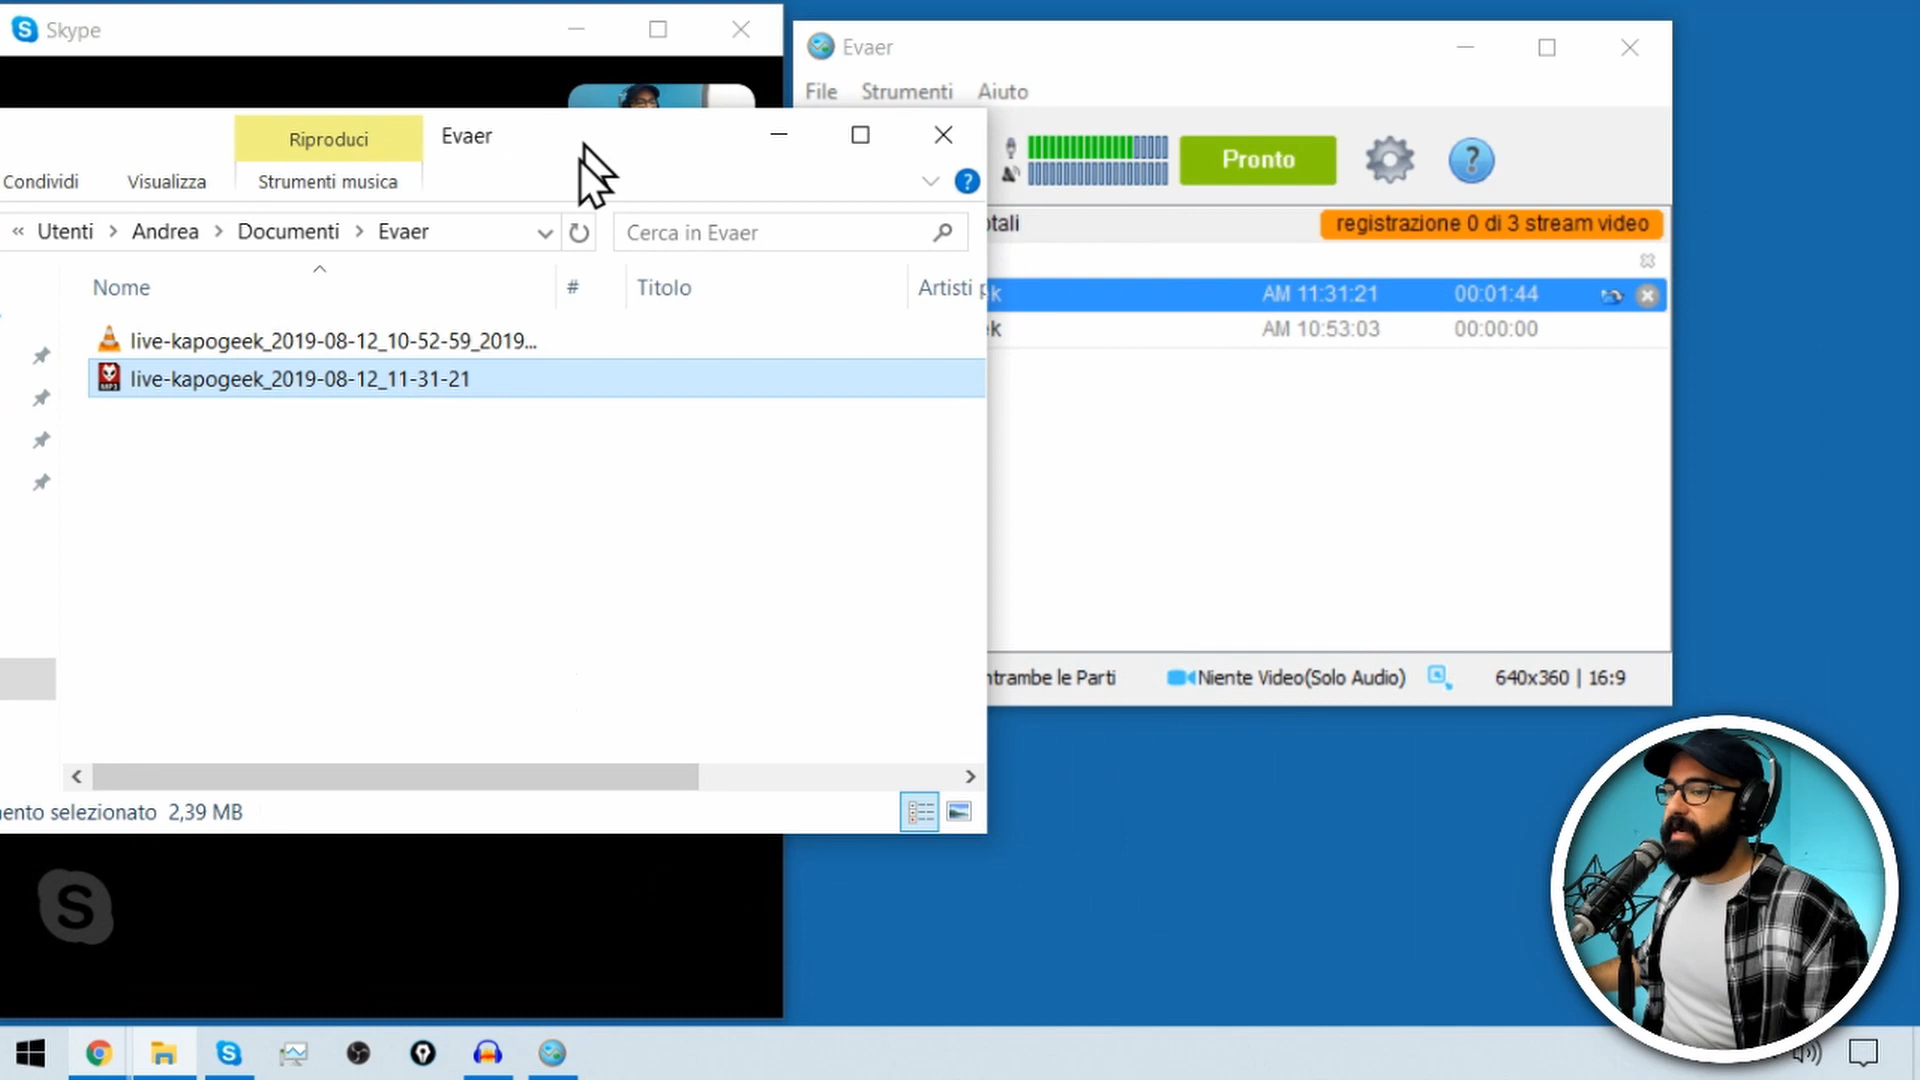 Skype
Evaer
File Strumenti Aiuto
Riproduci
Evaer
Pronto
Condividi Visualizza Strumenti musica
« Utenti > Andrea > Documenti > Evaer
Cerca in Evaer
otali
registrazione 0 di 3 stream video
Nome # Titolo Artisti p
k AM 11:31:21 00:01:44
ek AM 10:53:03 00:00:00
live-kapogeek_2019-08-12_10-52-59_2019...
live-kapogeek_2019-08-12_11-31-21
ntrambe le Parti Niente Video(Solo Audio) 640x360 | 16:9
ento selezionato 2,39 MB